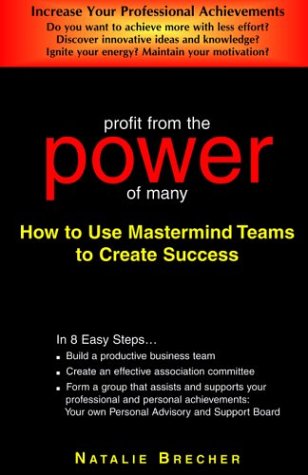 Increase Your Professional Achievements
Do you want to achieve more with less effort?
Discover innovative ideas and knowledge?
Ignite your energy? Maintain your motivation?
profit from the
power
of many
How to Use Mastermind Teams
to Create Success
In 8 Easy Steps…
▪ Build a productive business team
▪ Create an effective association committee
▪ Form a group that assists and supports your
professional and personal achievements:
Your own Personal Advisory and Support Board
NATALIE BRECHER